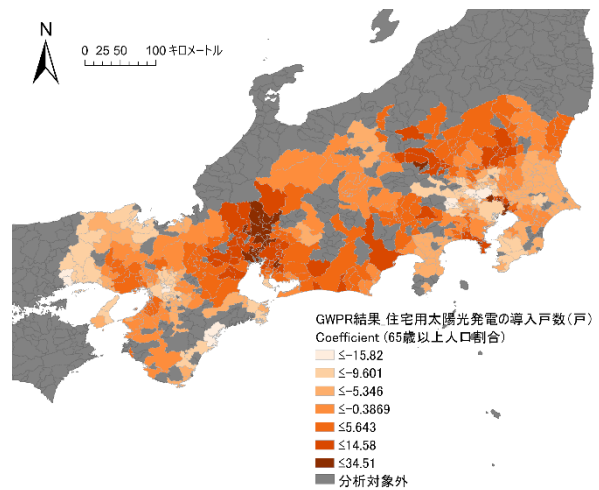 N
0 25 50 100 キロメートル
GWPR結果_住宅用太陽光発電の導入戸数(戸)
Coefficient (65歳以上人口割合)
≤-15.82
≤-9.601
≤-5.346
≤-0.3869
≤5.643
≤14.58
≤34.51
分析対象外